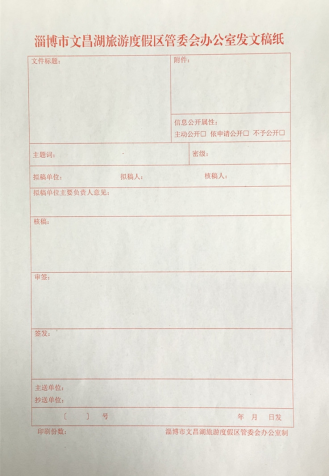 淄博市文昌湖旅游度假区管委会办公室发文稿纸
文件标题：
附件：
信息公开属性：
主动公开□ 依申请公开□ 不予公开□
主题词：
密级：
拟稿单位： 拟稿人： 核稿人：
拟稿单位主要负责人意见：
核稿：
审签：
签发：
主送单位：
抄送单位：
〔 〕 号 年 月 日发
印制份数： 淄博市文昌湖旅游度假区管委会办公室制